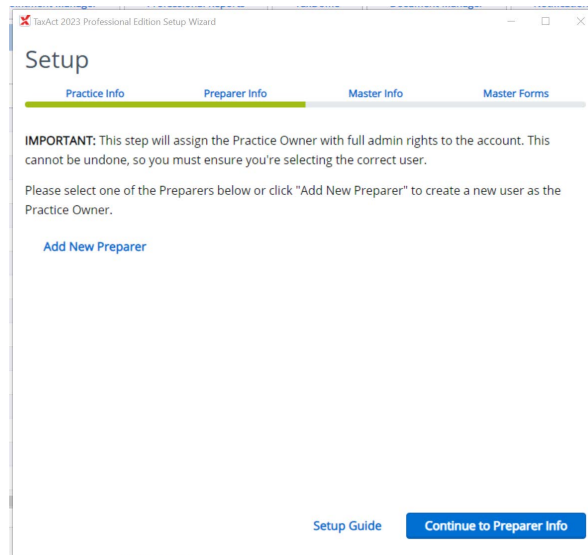 TaxAct 2023 Professional Edition Setup Wizard
Setup
Practice Info Preparer Info Master Info Master Forms
IMPORTANT: This step will assign the Practice Owner with full admin rights to the account. This
cannot be undone, so you must ensure you're selecting the correct user.
Please select one of the Preparers below or click "Add New Preparer" to create a new user as the
Practice Owner.
Add New Preparer
Setup Guide Continue to Preparer Info